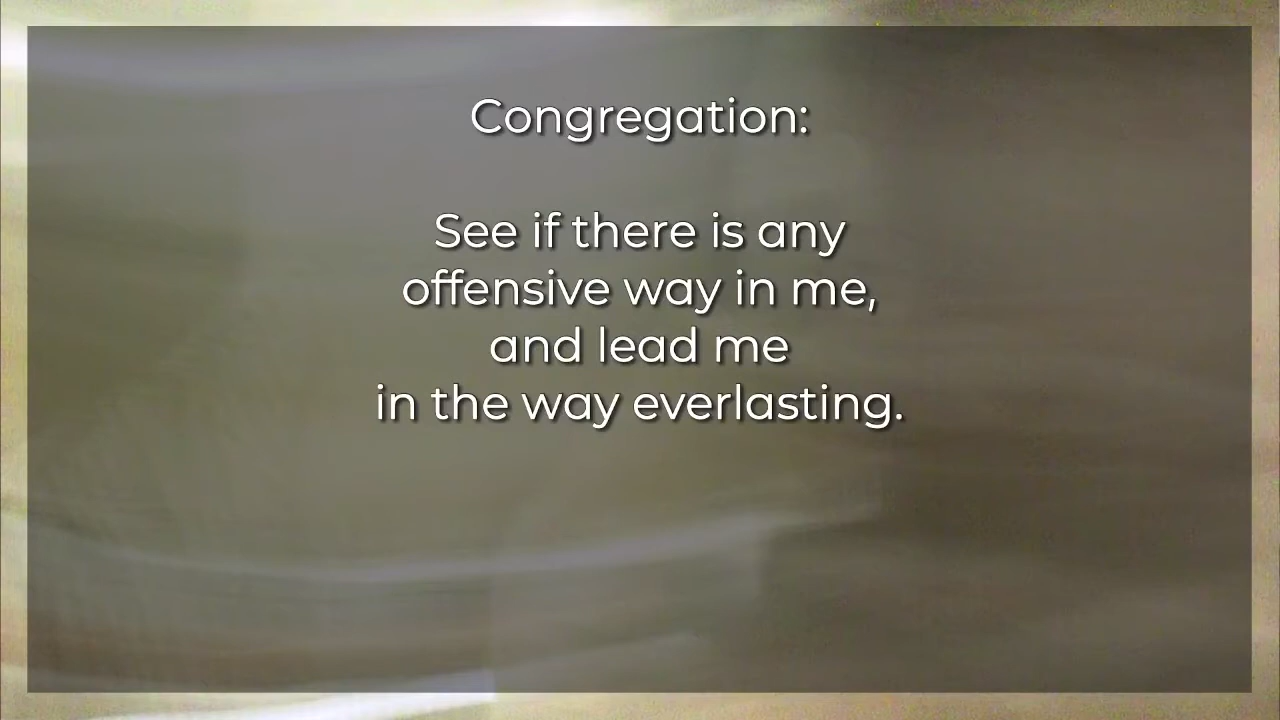 Congregation:
See if there is any
offensive way in me,
and lead me
in the way everlasting.